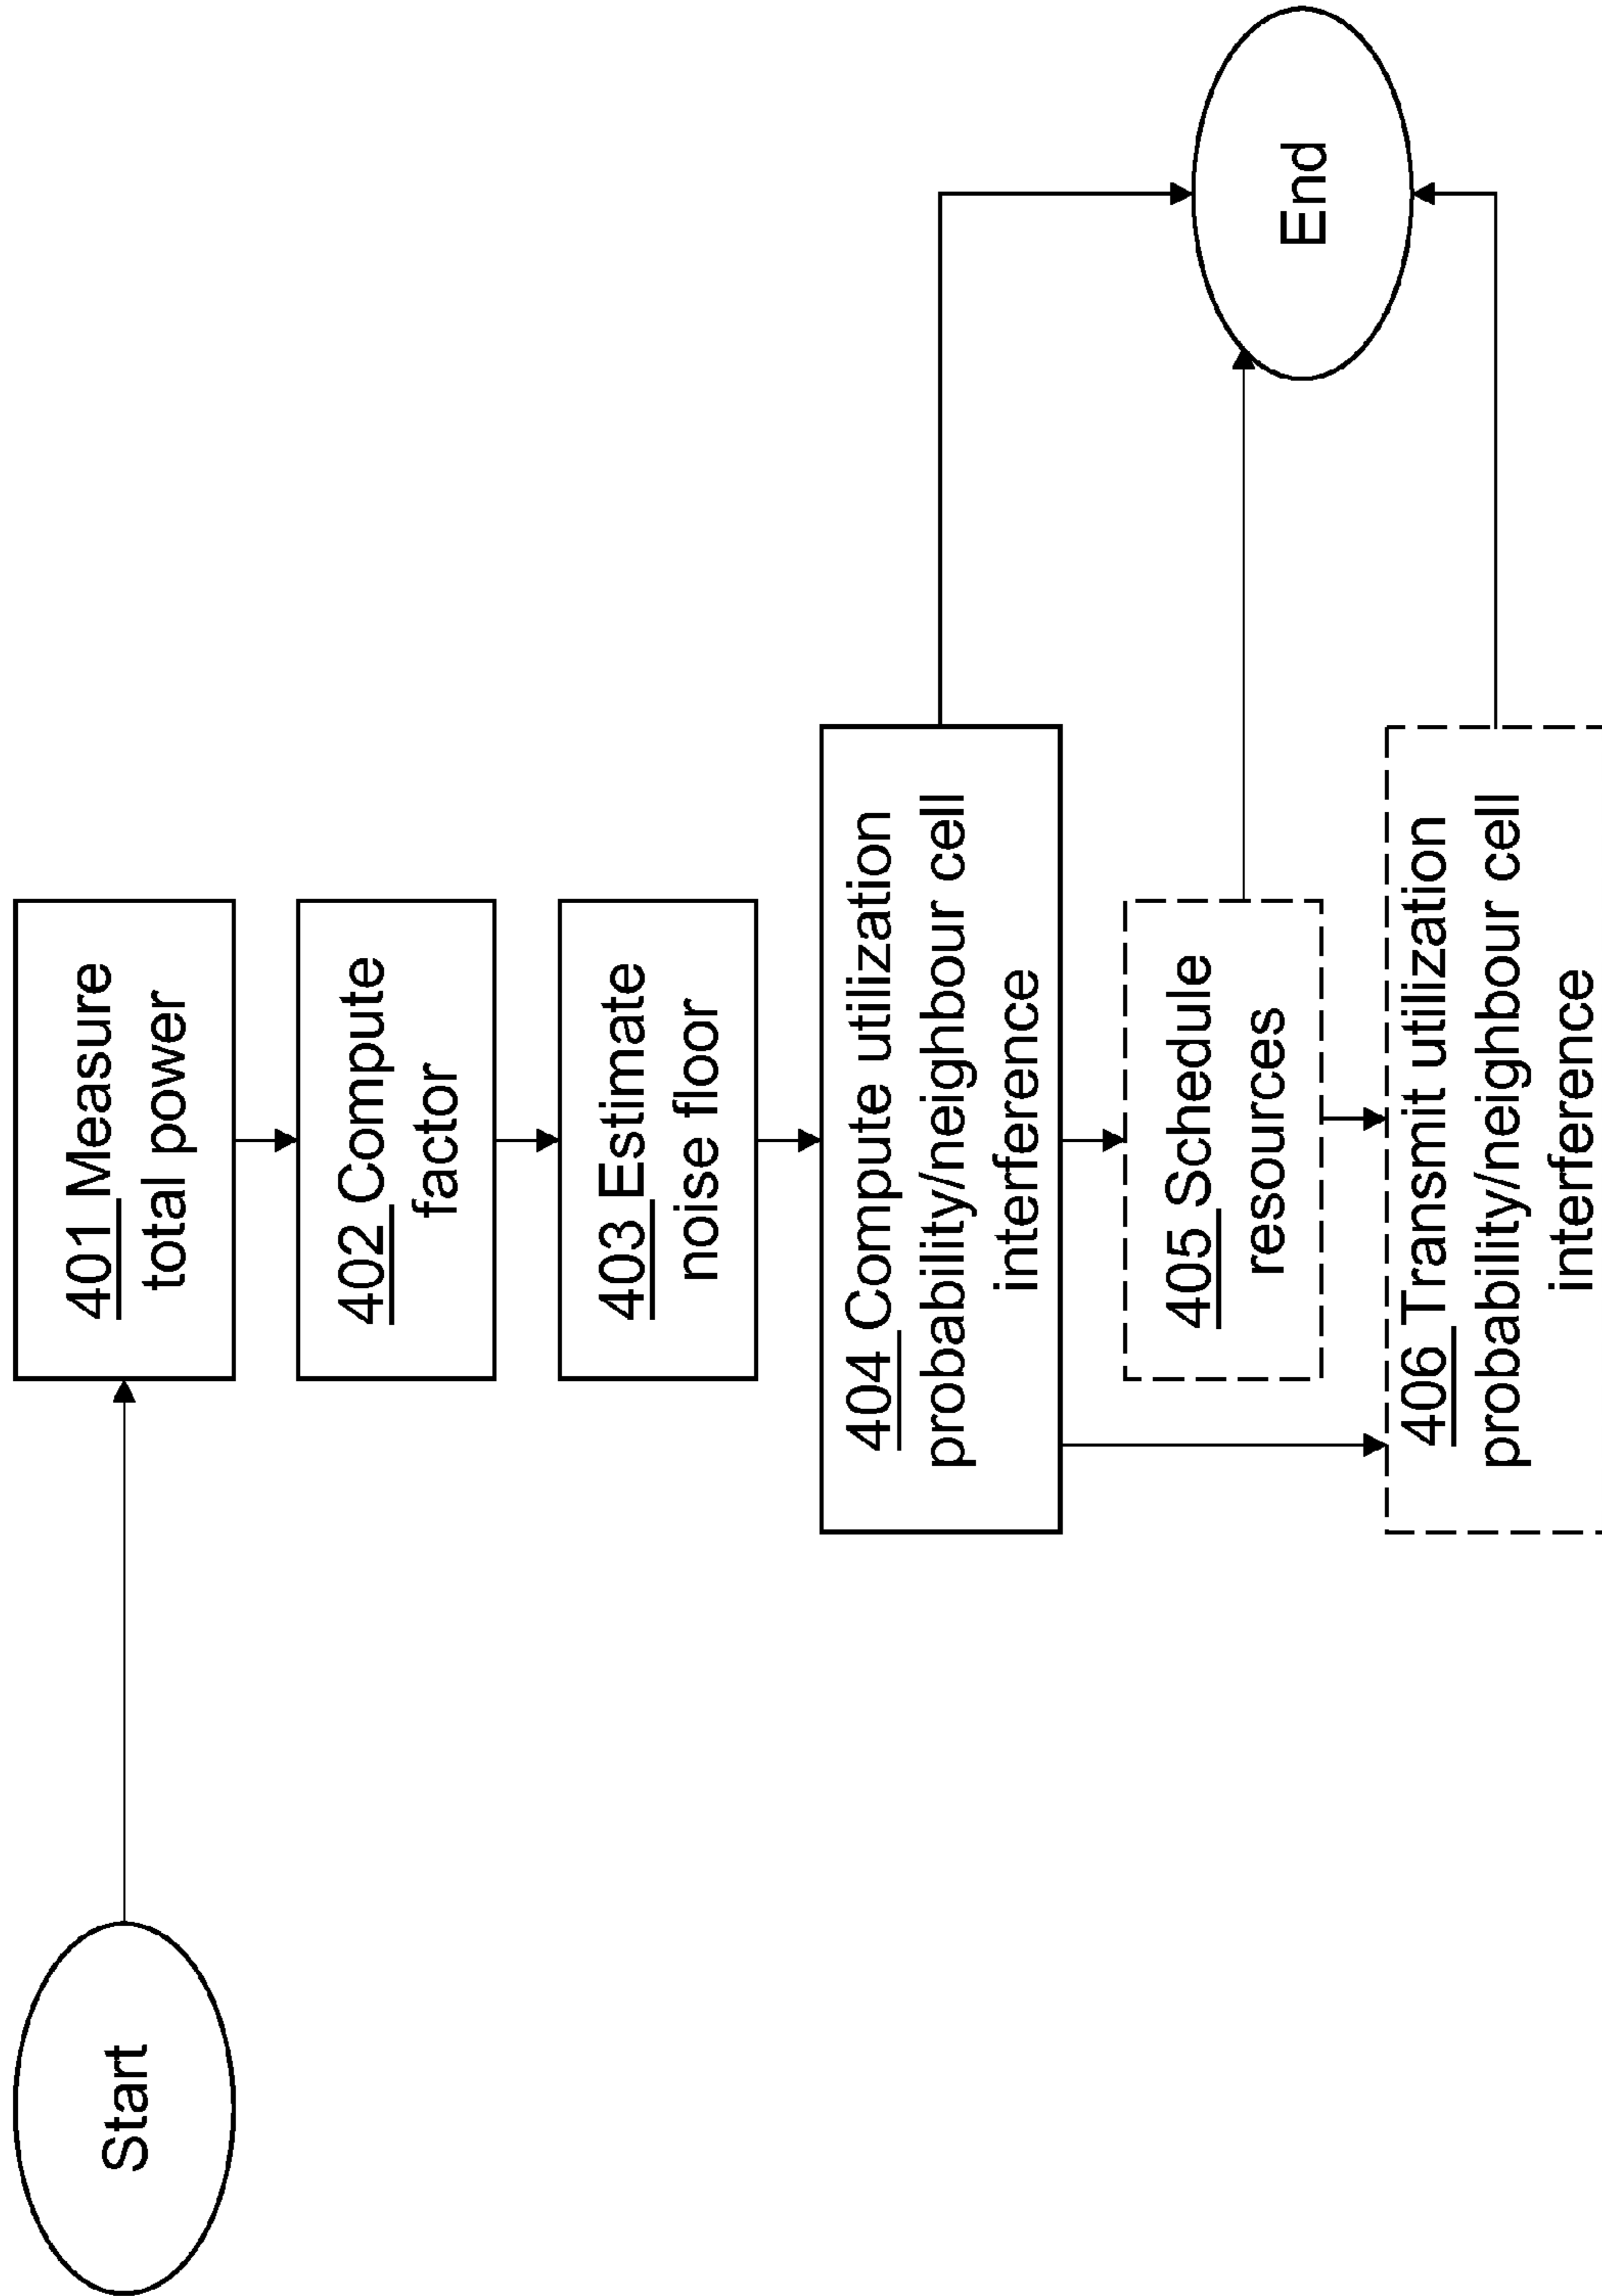 Start
401 Measure
total power
402 Compute
factor
403 Estimate
noise floor
404 Compute utilization
probability/neighbour cell
interference
405 Schedule
resources
406 Transmit utilization
probability/neighbour cell
interference
End